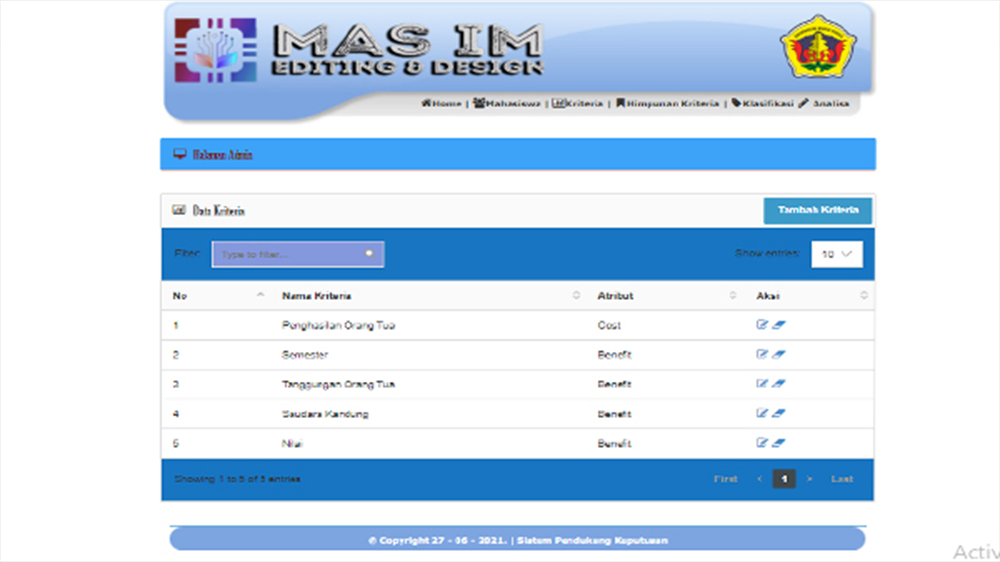 MAS IM
EDITING & DESIGN
Home | Mahasiswa | Kriteria | Himpunan Kriteria | Klasifikasi Analisa
Halaman Admin
Data Kriteria
Tambah Kriteria
Filter: Type to filter... Show entries: 10
No Nama Kriteria Atribut Aksi
1 Penghasilan Orang Tua Cost
2 Semester Benefit
3 Tanggungan Orang Tua Benefit
4 Saudara Kandung Benefit
5 Nilai Benefit
Showing 1 to 5 of 5 entries First < 1 > Last
© Copyright 27 - 06 - 2021. | Sistem Pendukung Keputusan
Activ